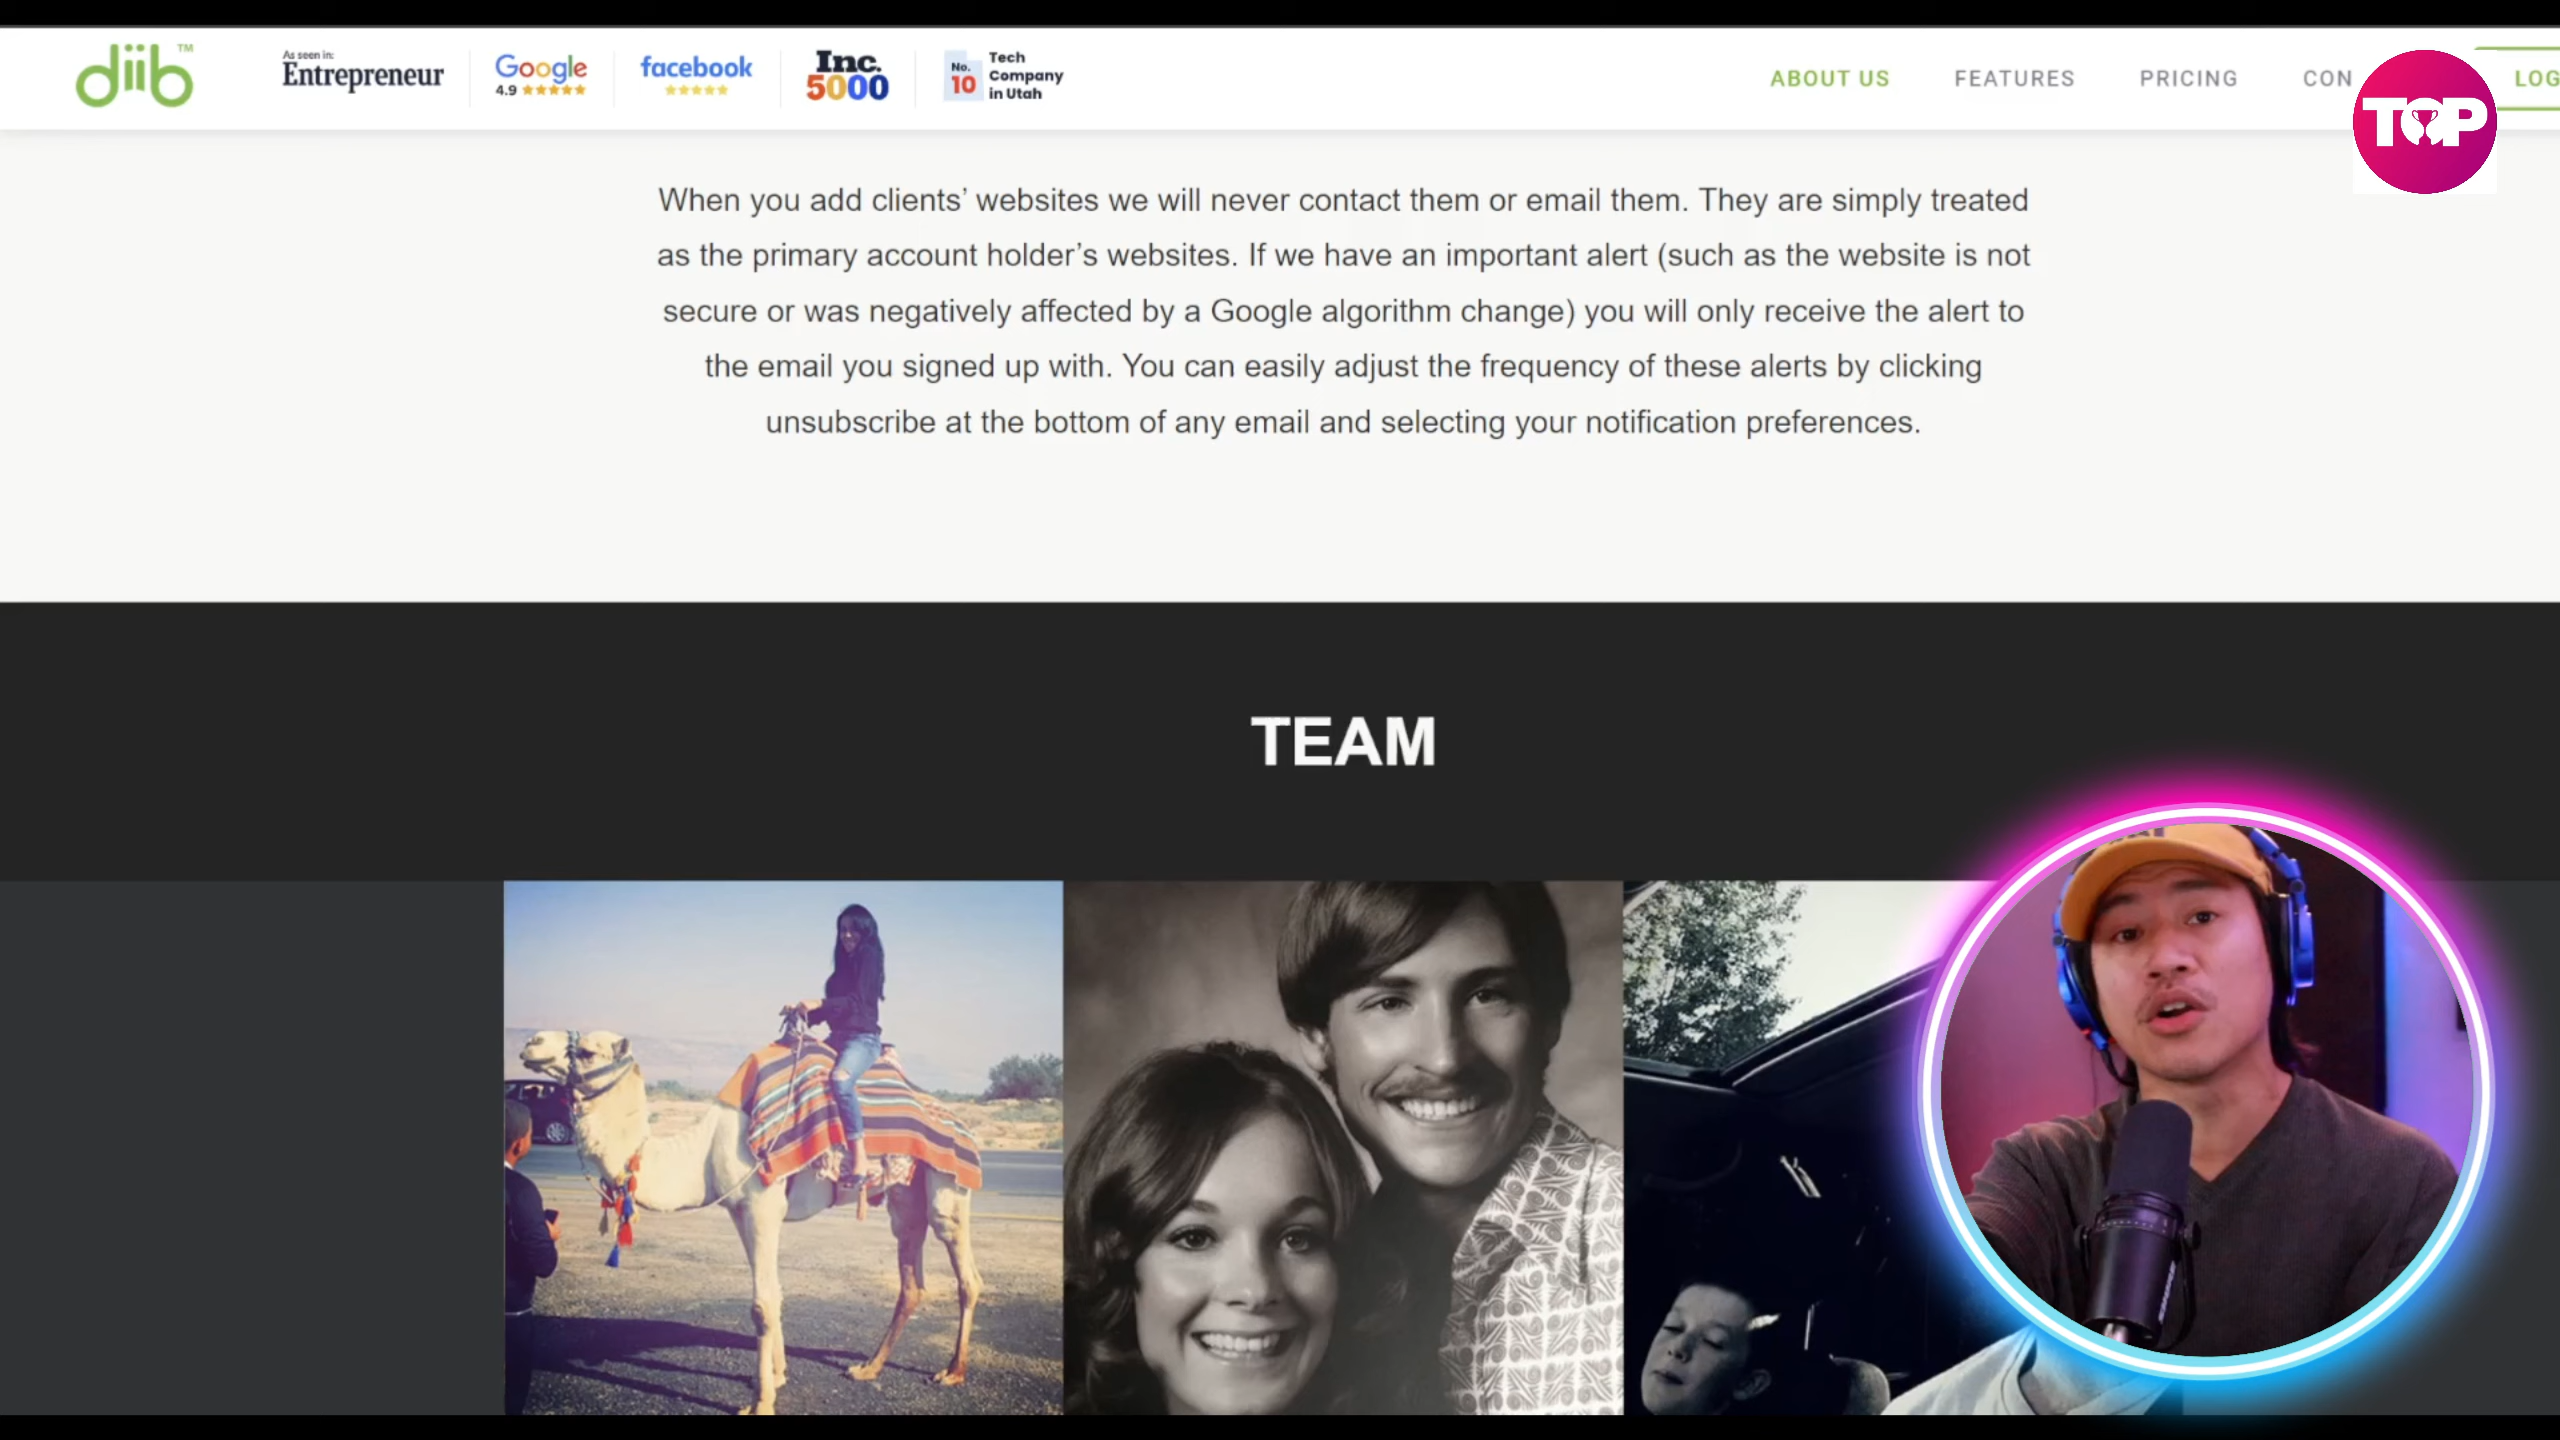 diib™
As seen in:
Entrepreneur
Google
4.9
facebook
Inc.
5000
No.
10
Tech
Company
in Utah
ABOUT US
FEATURES
PRICING
CON
LOG
TOP
When you add clients’ websites we will never contact them or email them. They are simply treated
as the primary account holder’s websites. If we have an important alert (such as the website is not
secure or was negatively affected by a Google algorithm change) you will only receive the alert to
the email you signed up with. You can easily adjust the frequency of these alerts by clicking
unsubscribe at the bottom of any email and selecting your notification preferences.
TEAM